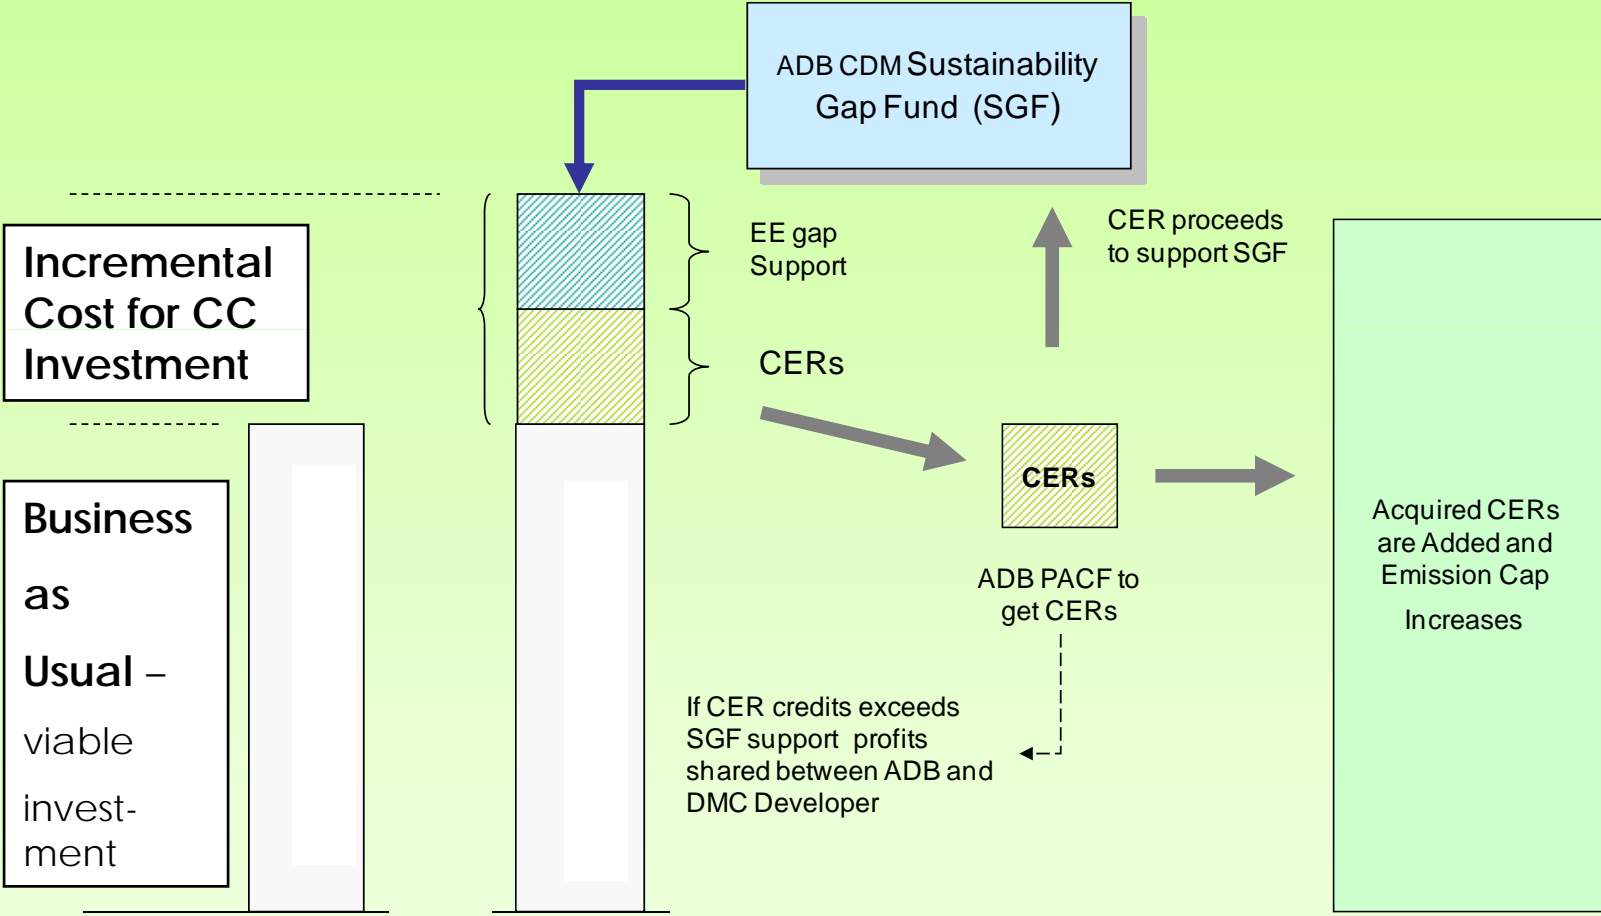 ADB CDM Sustainability
Gap Fund (SGF)
Incremental
Cost for CC
Investment
EE gap
Support
CER proceeds
to support SGF
CERs
CERs
Business
as
Usual –
viable
invest-
ment
ADB PACF to
get CERs
If CER credits exceeds
SGF support profits
shared between ADB and
DMC Developer
Acquired CERs
are Added and
Emission Cap
Increases